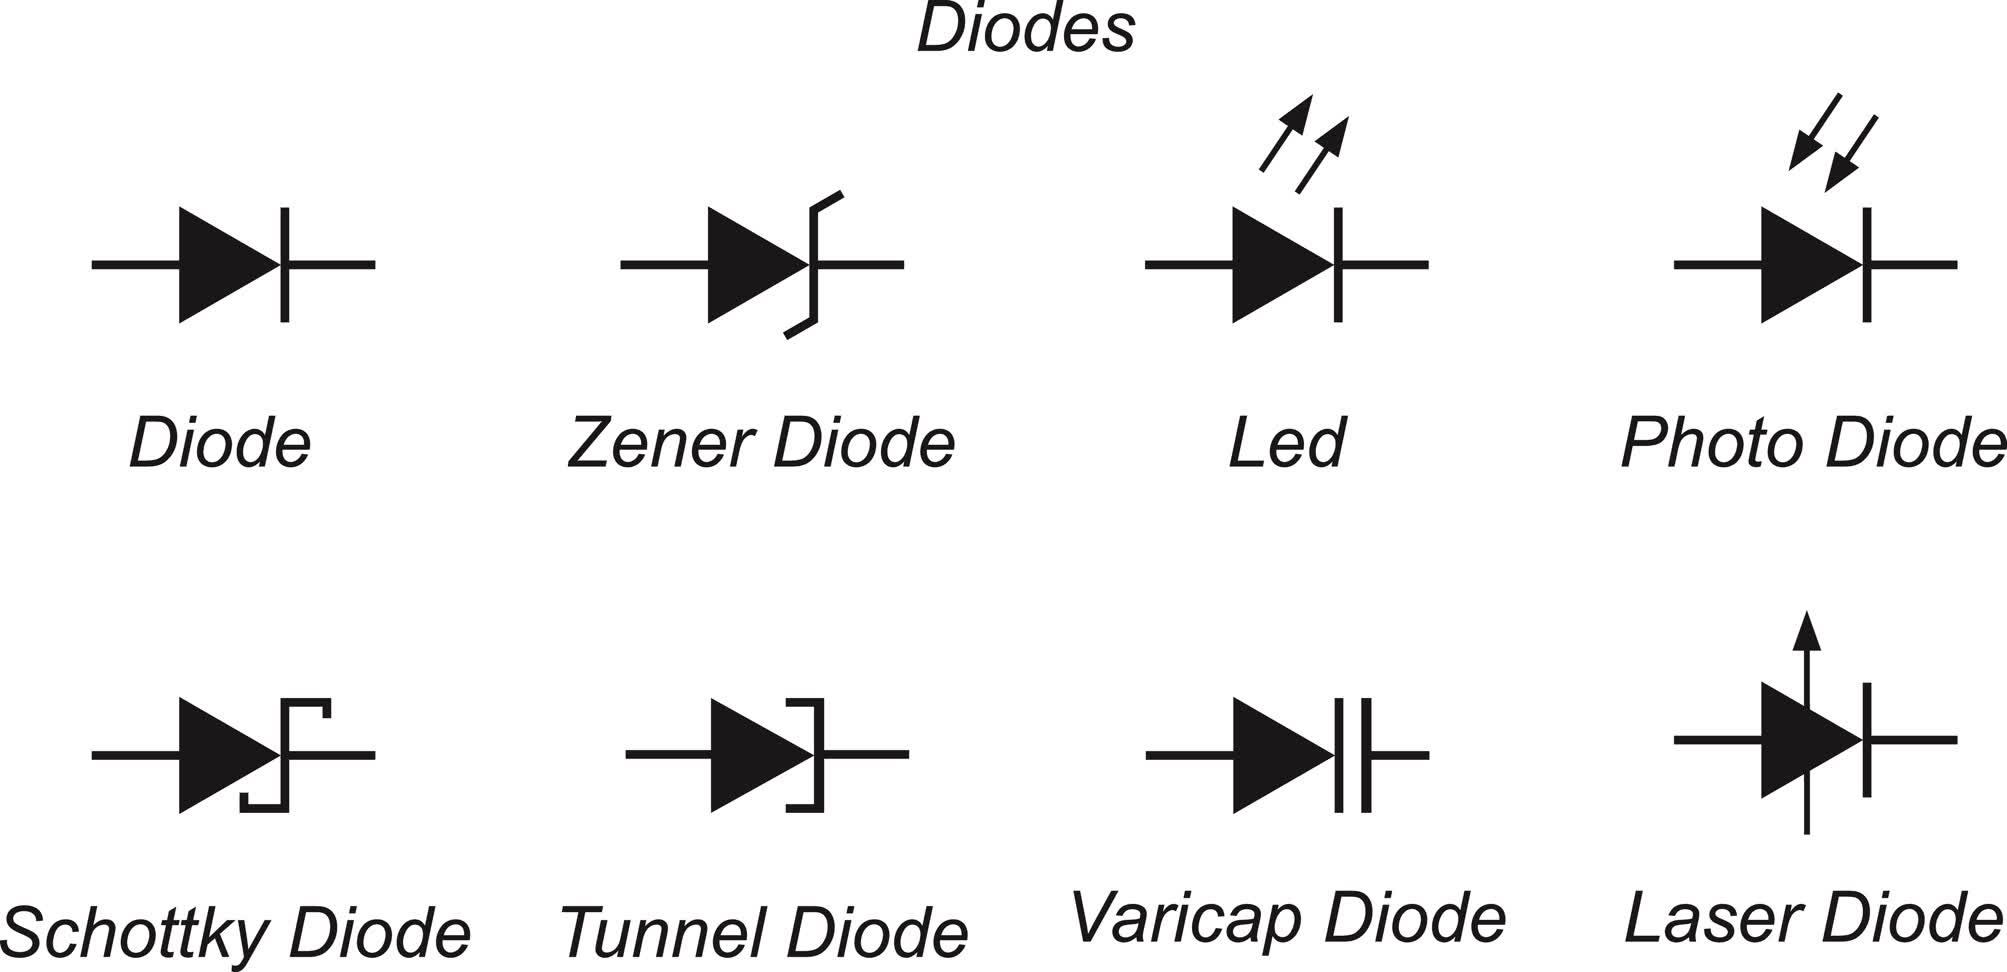 Diodes
Diode
Zener Diode
Led
Photo Diode
Schottky Diode
Tunnel Diode
Varicap Diode
Laser Diode